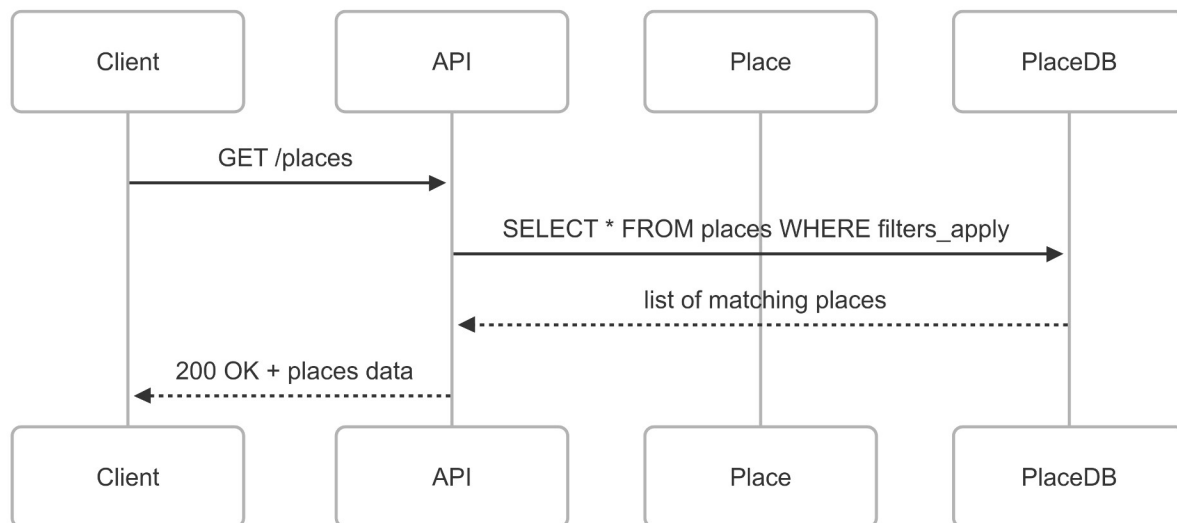 Client
API
Place
PlaceDB
GET /places
SELECT * FROM places WHERE filters_apply
list of matching places
200 OK + places data
Client
API
Place
PlaceDB